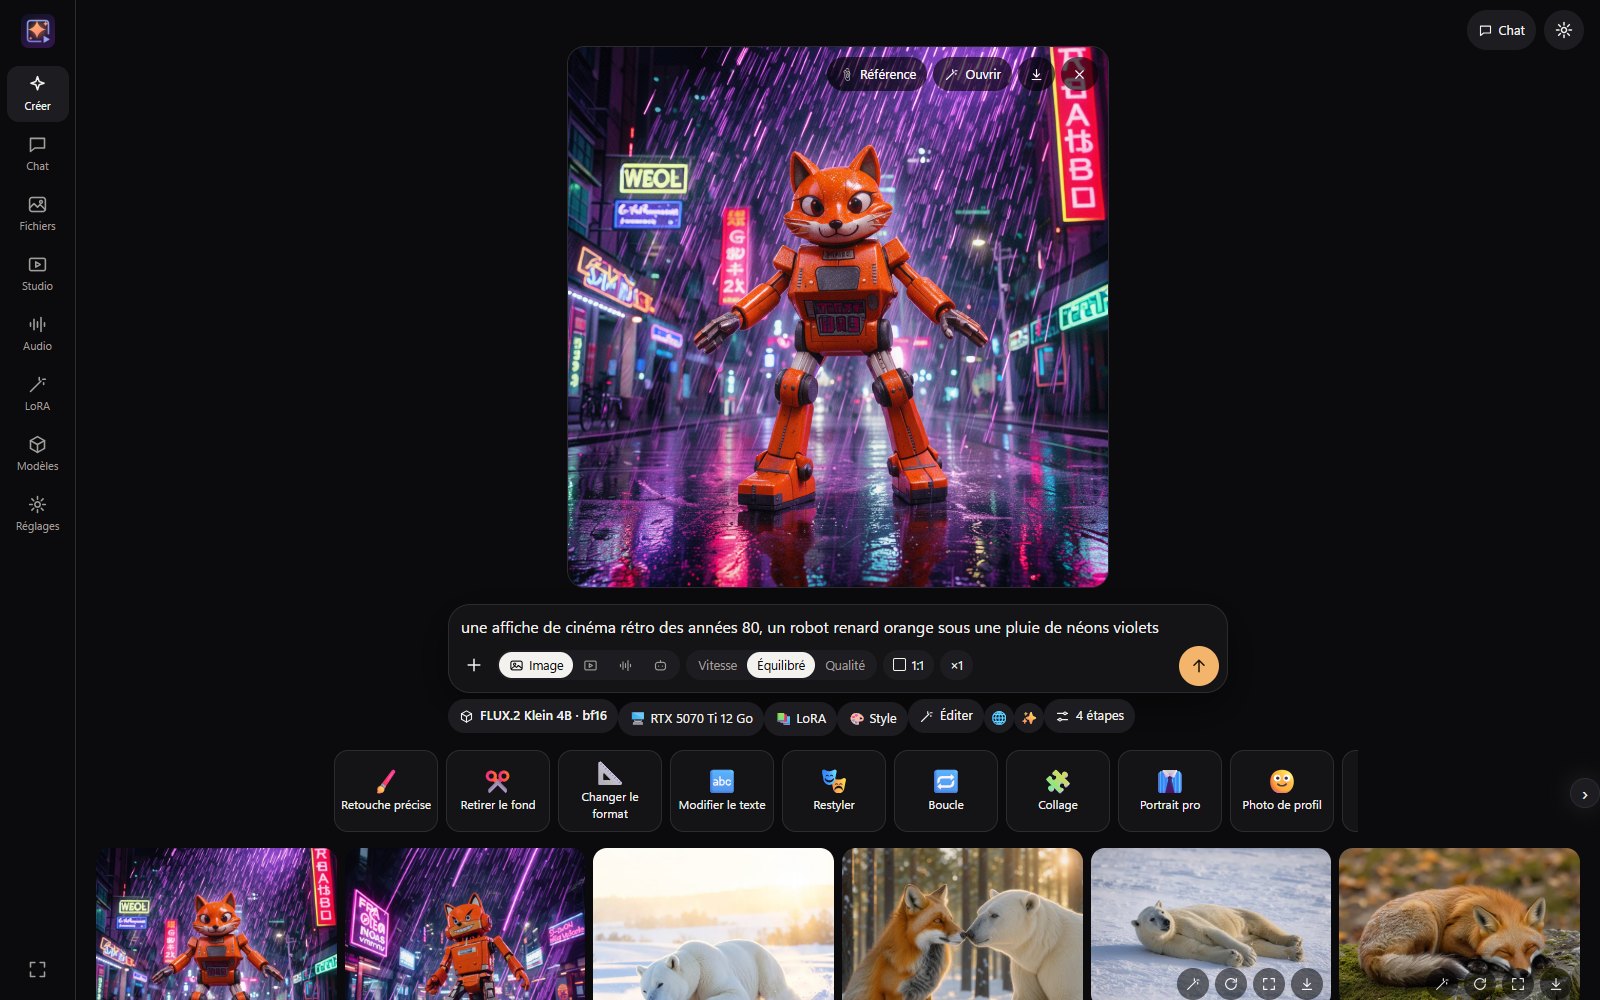 Chat
Créer
Chat
Fichiers
Studio
Audio
LoRA
Modèles
Réglages
Référence
Ouvrir
WEOL
une affiche de cinéma rétro des années 80, un robot renard orange sous une pluie de néons violets
Image
Vitesse
Équilibré
Qualité
1:1
×1
FLUX.2 Klein 4B · bf16
RTX 5070 Ti 12 Go
LoRA
Style
Éditer
4 étapes
Retouche précise
Retirer le fond
Changer le
format
abc
Modifier le texte
Restyler
Boucle
Collage
Portrait pro
Photo de profil
WEOL